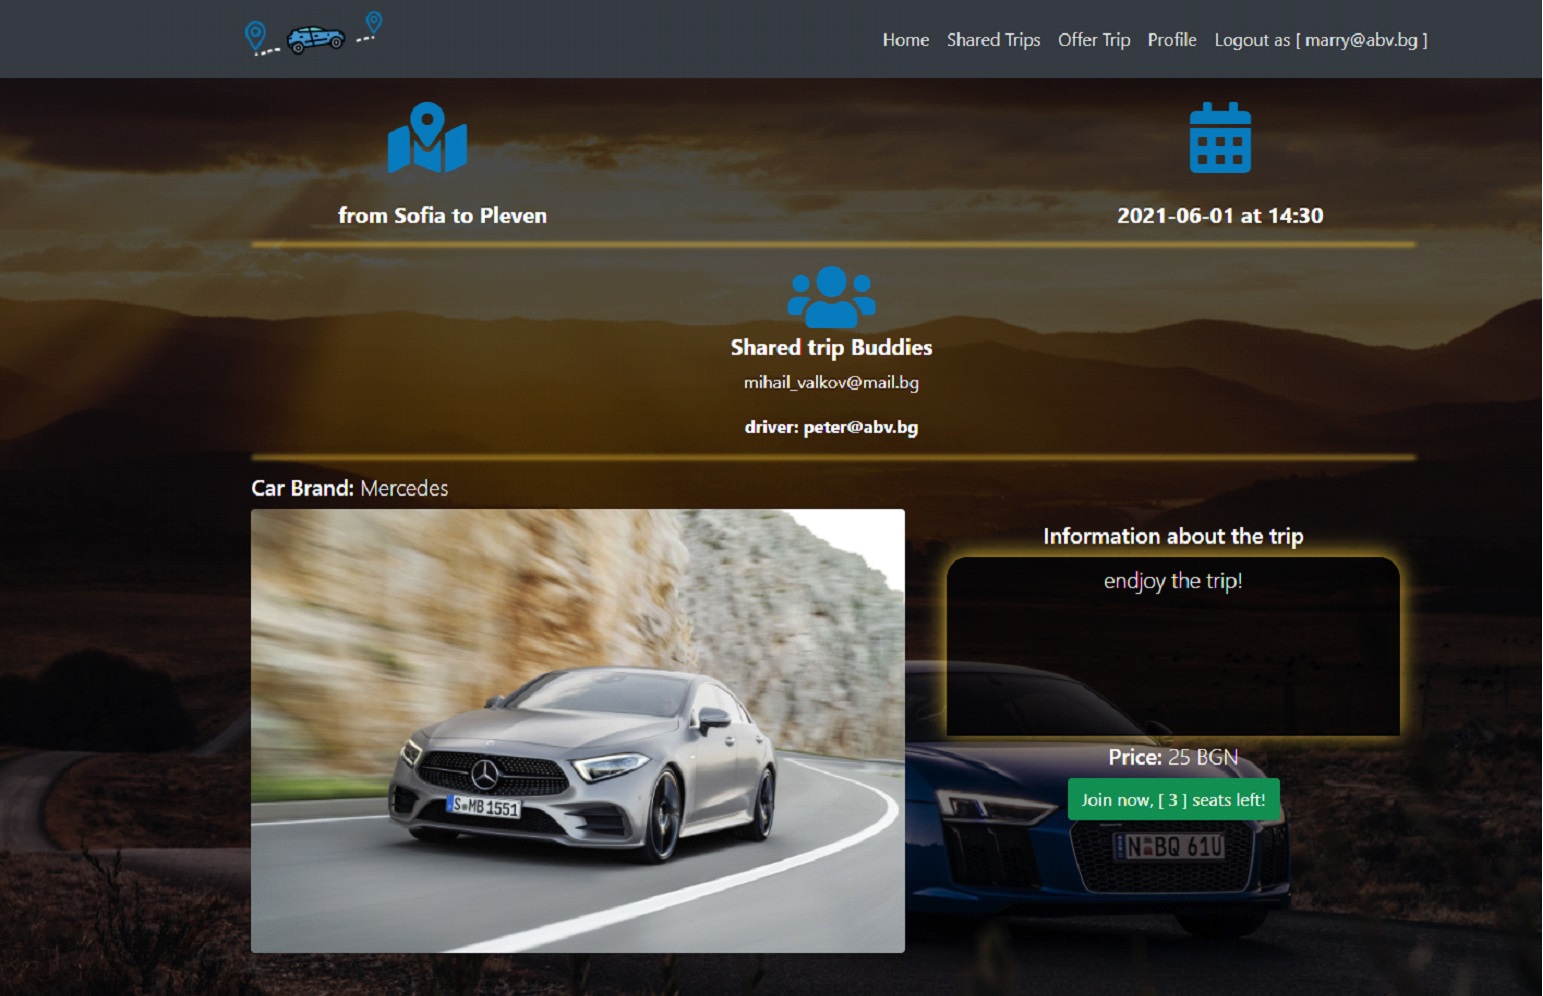 Home Shared Trips Offer Trip Profile Logout as [ marry@abv.bg ]
from Sofia to Pleven
2021-06-01 at 14:30
Shared trip Buddies
mihail_valkov@mail.bg
driver: peter@abv.bg
Car Brand: Mercedes
S MB 1551
Information about the trip
endjoy the trip!
Price: 25 BGN
Join now, [ 3 ] seats left!
N BQ 61U